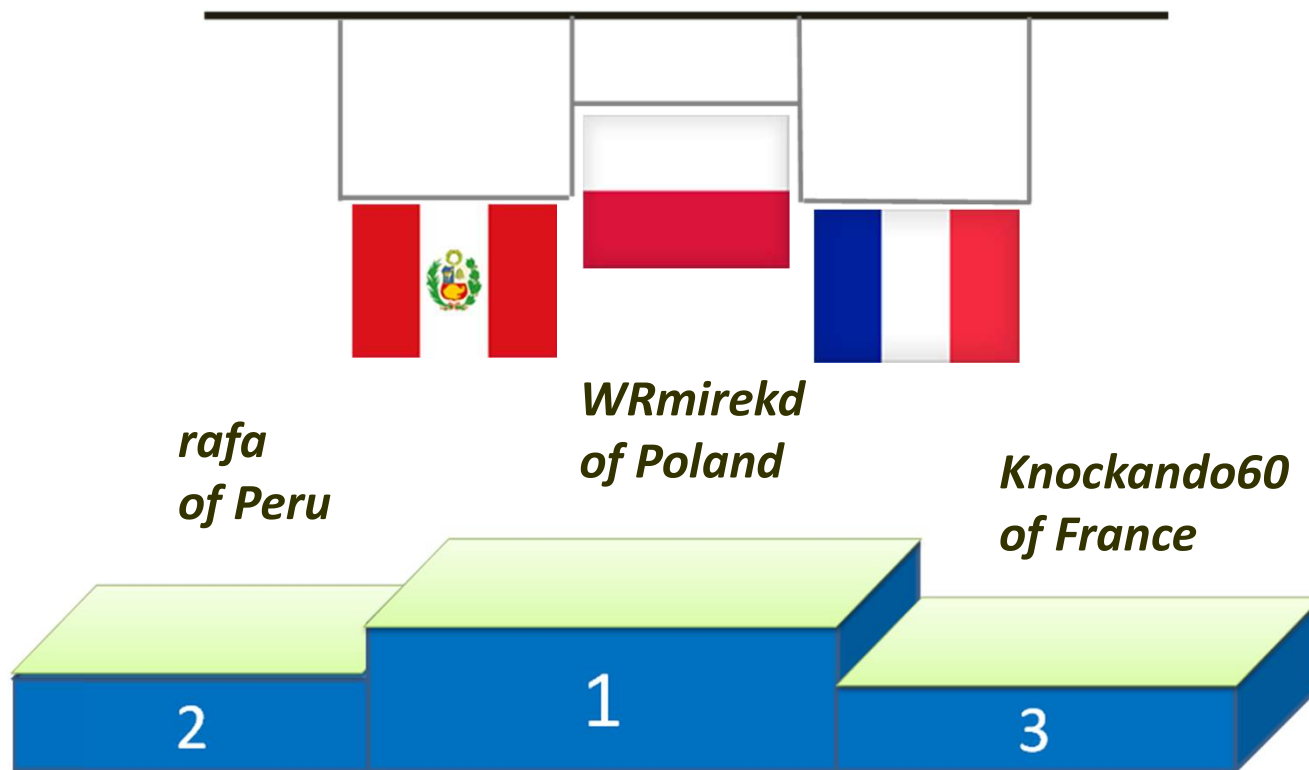 WRmirekd
of Poland
rafa
of Peru
Knockando60
of France
2
1
3